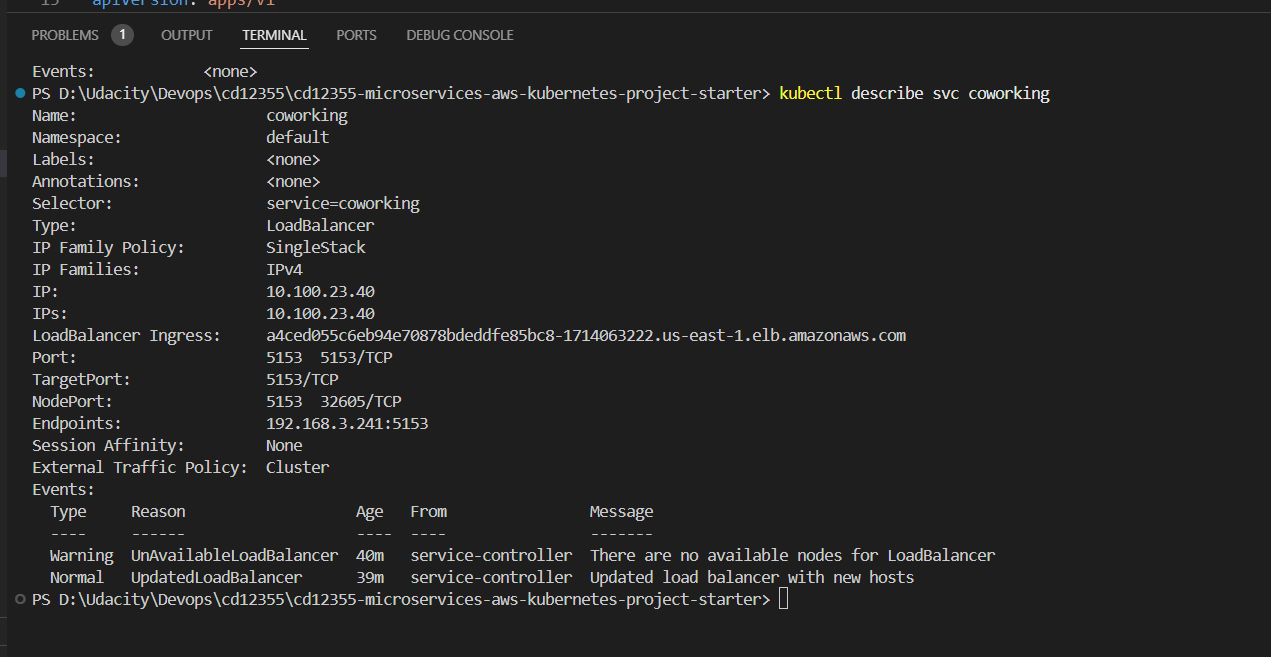 15 apiVersion: apps/v1
PROBLEMS 1 OUTPUT TERMINAL PORTS DEBUG CONSOLE
Events: <none>
PS D:\Udacity\Devops\cd12355\cd12355-microservices-aws-kubernetes-project-starter> kubectl describe svc coworking
Name: coworking
Namespace: default
Labels: <none>
Annotations: <none>
Selector: service=coworking
Type: LoadBalancer
IP Family Policy: SingleStack
IP Families: IPv4
IP: 10.100.23.40
IPs: 10.100.23.40
LoadBalancer Ingress: a4ced055c6eb94e70878bdeddfe85bc8-1714063222.us-east-1.elb.amazonaws.com
Port: 5153 5153/TCP
TargetPort: 5153/TCP
NodePort: 5153 32605/TCP
Endpoints: 192.168.3.241:5153
Session Affinity: None
External Traffic Policy: Cluster
Events:
Type Reason Age From Message
---- ------ ---- ---- -------
Warning UnAvailableLoadBalancer 40m service-controller There are no available nodes for LoadBalancer
Normal UpdatedLoadBalancer 39m service-controller Updated load balancer with new hosts
PS D:\Udacity\Devops\cd12355\cd12355-microservices-aws-kubernetes-project-starter>